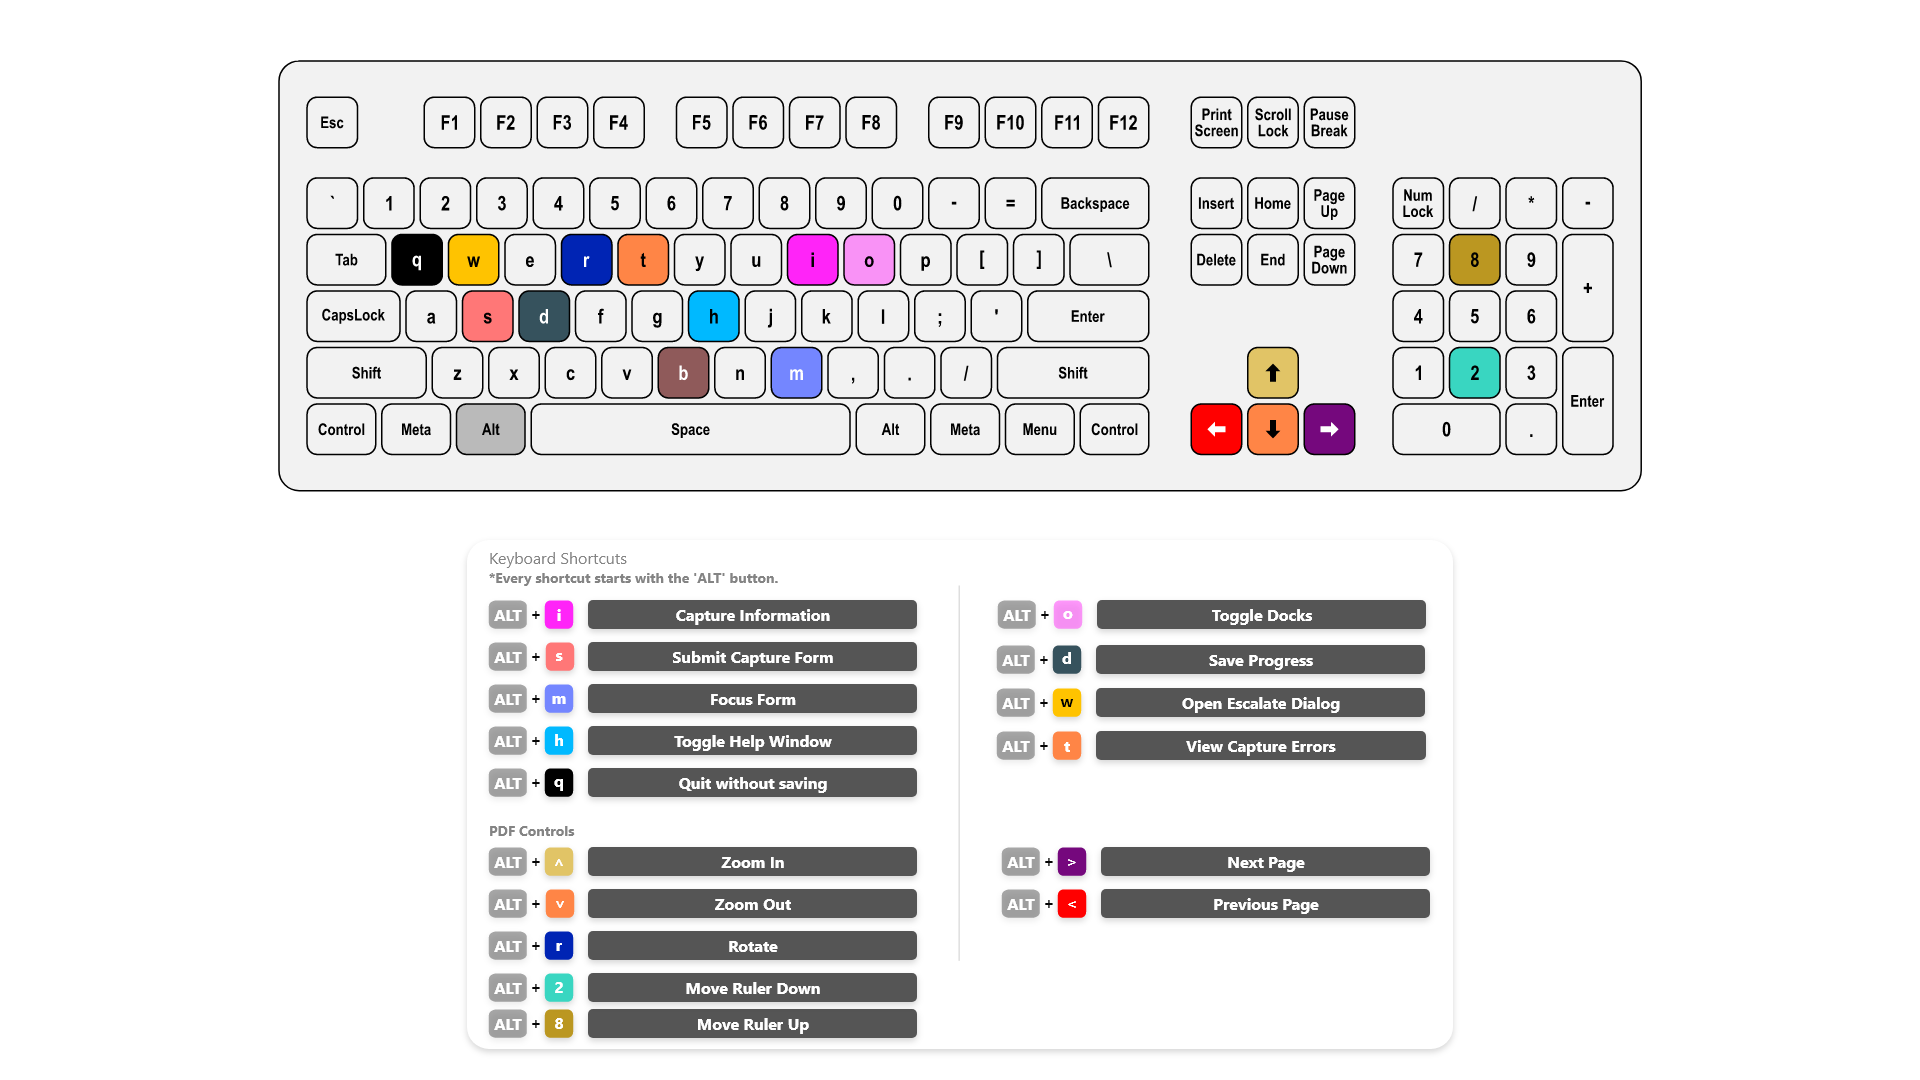 Esc F1 F2 F3 F4 F5 F6 F7 F8 F9 F10 F11 F12 Print Screen Scroll Lock Pause Break
` 1 2 3 4 5 6 7 8 9 0 - = Backspace Insert Home Page Up Num Lock / * -
Tab q w e r t y u i o p [ ] \ Delete End Page Down 7 8 9 +
CapsLock a s d f g h j k l ; ' Enter 4 5 6
Shift z x c v b n m , . / Shift 1 2 3 Enter
Control Meta Alt Space Alt Meta Menu Control 0 .
Keyboard Shortcuts
*Every shortcut starts with the 'ALT' button.
ALT + i Capture Information
ALT + s Submit Capture Form
ALT + m Focus Form
ALT + h Toggle Help Window
ALT + q Quit without saving
ALT + o Toggle Docks
ALT + d Save Progress
ALT + w Open Escalate Dialog
ALT + t View Capture Errors
PDF Controls
ALT + ^ Zoom In
ALT + v Zoom Out
ALT + r Rotate
ALT + 2 Move Ruler Down
ALT + 8 Move Ruler Up
ALT + > Next Page
ALT + < Previous Page